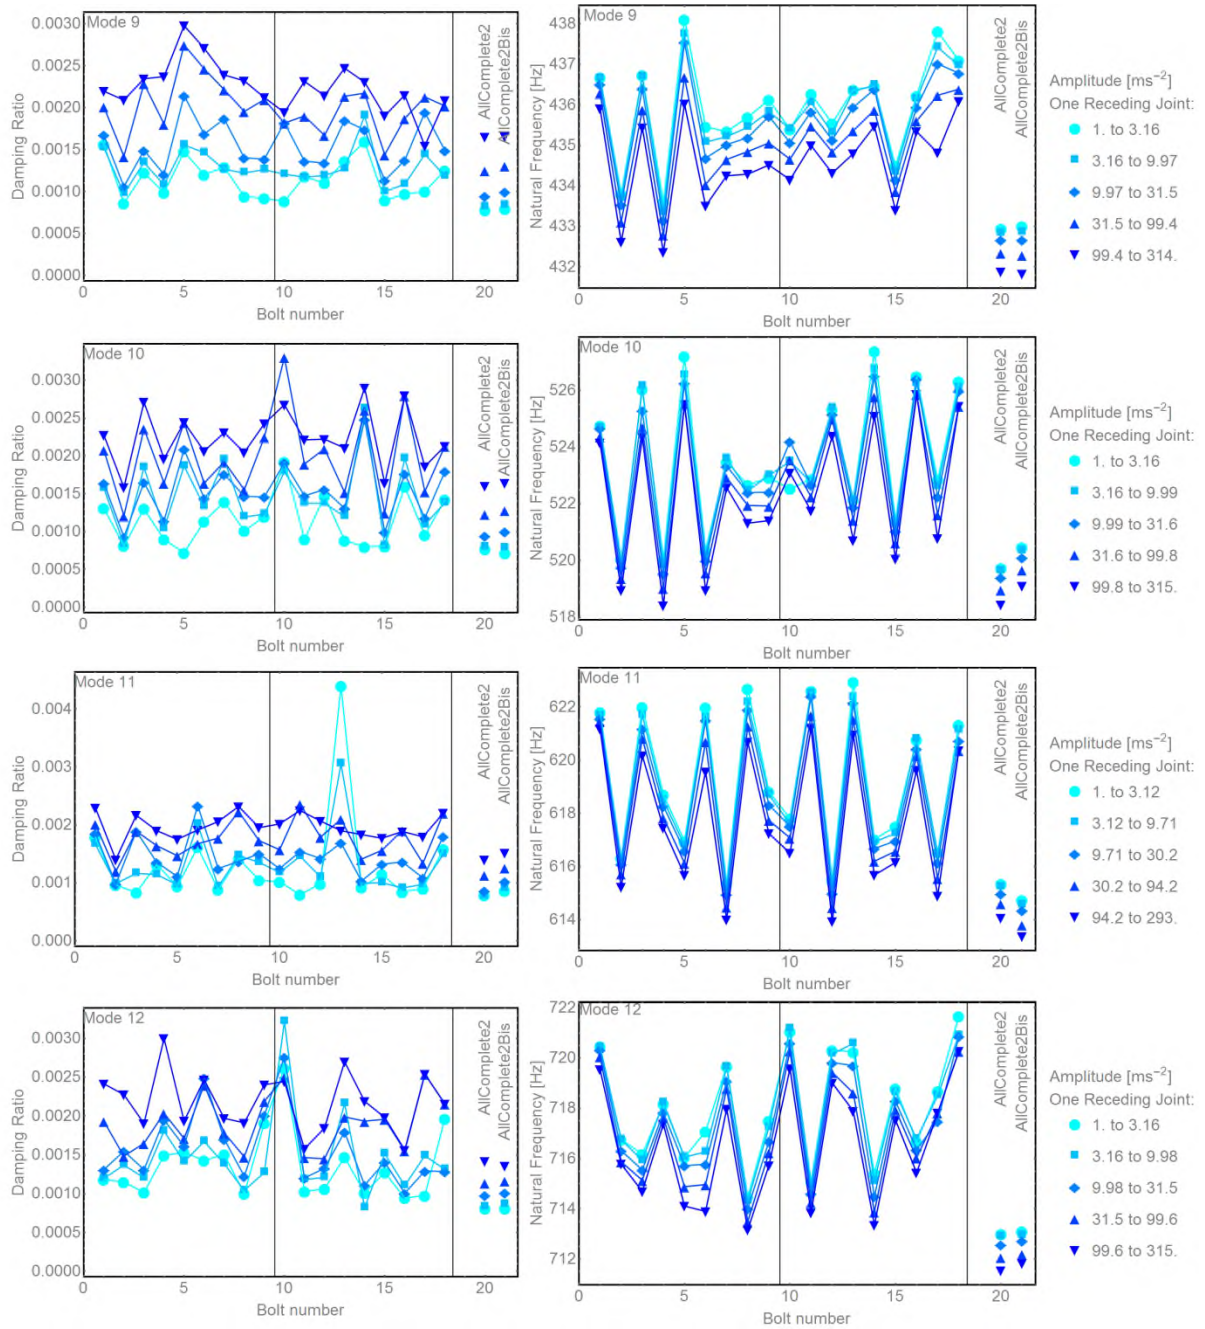 Mode 9
0.0030
0.0025
0.0020
0.0015
0.0010
0.0005
0.0000
Damping Ratio
0
5
10
15
20
Bolt number
AllComplete2
AllComplete2Bis
Mode 9
438
437
436
435
434
433
432
Natural Frequency [Hz]
0
5
10
15
20
Bolt number
AllComplete2
AllComplete2Bis
Amplitude [ms⁻²]
One Receding Joint:
1. to 3.16
3.16 to 9.97
9.97 to 31.5
31.5 to 99.4
99.4 to 314.
Mode 10
0.0030
0.0025
0.0020
0.0015
0.0010
0.0005
0.0000
Damping Ratio
0
5
10
15
20
Bolt number
AllComplete2
AllComplete2Bis
Mode 10
526
524
522
520
518
Natural Frequency [Hz]
0
5
10
15
20
Bolt number
AllComplete2
AllComplete2Bis
Amplitude [ms⁻²]
One Receding Joint:
1. to 3.16
3.16 to 9.99
9.99 to 31.6
31.6 to 99.8
99.8 to 315.
Mode 11
0.004
0.003
0.002
0.001
0.000
Damping Ratio
0
5
10
15
20
Bolt number
AllComplete2
AllComplete2Bis
Mode 11
622
620
618
616
614
Natural Frequency [Hz]
0
5
10
15
20
Bolt number
AllComplete2
AllComplete2Bis
Amplitude [ms⁻²]
One Receding Joint:
1. to 3.12
3.12 to 9.71
9.71 to 30.2
30.2 to 94.2
94.2 to 293.
Mode 12
0.0030
0.0025
0.0020
0.0015
0.0010
0.0005
0.0000
Damping Ratio
0
5
10
15
20
Bolt number
AllComplete2
AllComplete2Bis
Mode 12
722
720
718
716
714
712
Natural Frequency [Hz]
0
5
10
15
20
Bolt number
AllComplete2
AllComplete2Bis
Amplitude [ms⁻²]
One Receding Joint:
1. to 3.16
3.16 to 9.98
9.98 to 31.5
31.5 to 99.6
99.6 to 315.